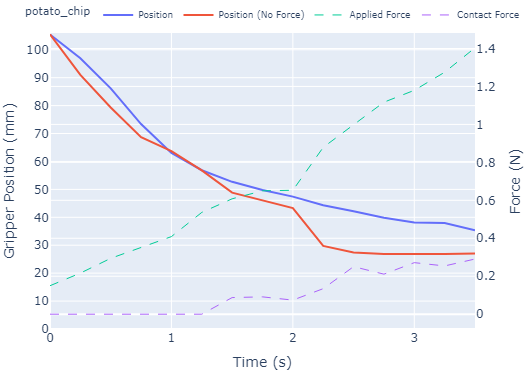 potato_chip
Position
Position (No Force)
Applied Force
Contact Force
Gripper Position (mm)
100
90
80
70
60
50
40
30
20
10
0
0
1
2
3
Time (s)
1.4
1.2
1
0.8
0.6
0.4
0.2
0
Force (N)